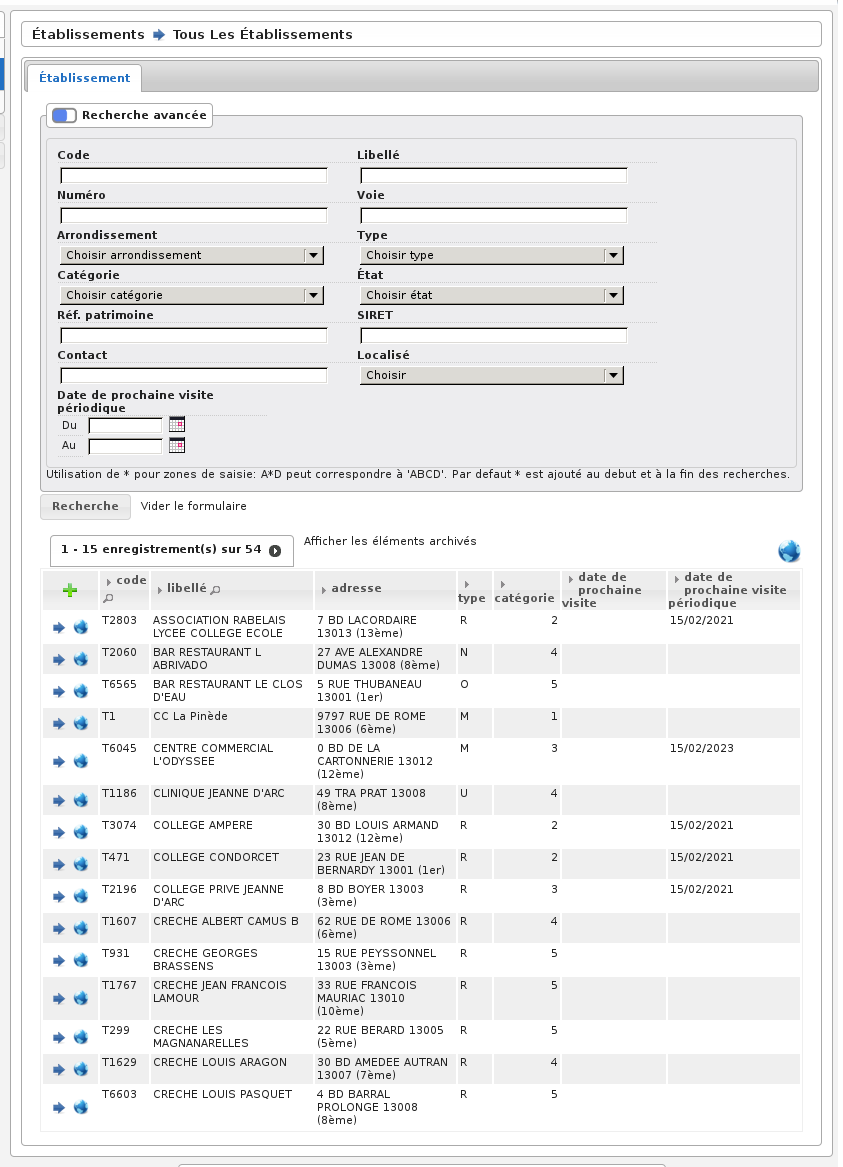 Établissements Tous Les Établissements
Établissement
Recherche avancée
Code Libellé
Numéro Voie
Arrondissement Type
Choisir arrondissement Choisir type
Catégorie État
Choisir catégorie Choisir état
Réf. patrimoine SIRET
Contact Localisé
Choisir
Date de prochaine visite
périodique
Du
Au
Utilisation de * pour zones de saisie: A*D peut correspondre à 'ABCD'. Par defaut * est ajouté au debut et à la fin des recherches.
Recherche Vider le formulaire
1 - 15 enregistrement(s) sur 54 Afficher les éléments archivés
code libellé adresse type catégorie date de prochaine visite date de prochaine visite périodique
T2803 ASSOCIATION RABELAIS 7 BD LACORDAIRE R 2 15/02/2021
LYCEE COLLEGE ECOLE 13013 (13ème)
T2060 BAR RESTAURANT L 27 AVE ALEXANDRE N 4
ABRIVADO DUMAS 13008 (8ème)
T6565 BAR RESTAURANT LE CLOS 5 RUE THUBANEAU O 5
D'EAU 13001 (1er)
T1 CC La Pinède 9797 RUE DE ROME M 1
13006 (6ème)
T6045 CENTRE COMMERCIAL 0 BD DE LA M 3 15/02/2023
L'ODYSSEE CARTONNERIE 13012
(12ème)
T1186 CLINIQUE JEANNE D'ARC 49 TRA PRAT 13008 U 4
(8ème)
T3074 COLLEGE AMPERE 30 BD LOUIS ARMAND R 2 15/02/2021
13012 (12ème)
T471 COLLEGE CONDORCET 23 RUE JEAN DE R 2 15/02/2021
BERNARDY 13001 (1er)
T2196 COLLEGE PRIVE JEANNE 8 BD BOYER 13003 R 3 15/02/2021
D'ARC (3ème)
T1607 CRECHE ALBERT CAMUS B 62 RUE DE ROME 13006 R 4
(6ème)
T931 CRECHE GEORGES 15 RUE PEYSSONNEL R 5
BRASSENS 13003 (3ème)
T1767 CRECHE JEAN FRANCOIS 33 RUE FRANCOIS R 5
LAMOUR MAURIAC 13010
(10ème)
T299 CRECHE LES 22 RUE BERARD 13005 R 5
MAGNANARELLES (5ème)
T1629 CRECHE LOUIS ARAGON 30 BD AMEDEE AUTRAN R 4
13007 (7ème)
T6603 CRECHE LOUIS PASQUET 4 BD BARRAL R 5
PROLONGE 13008
(8ème)